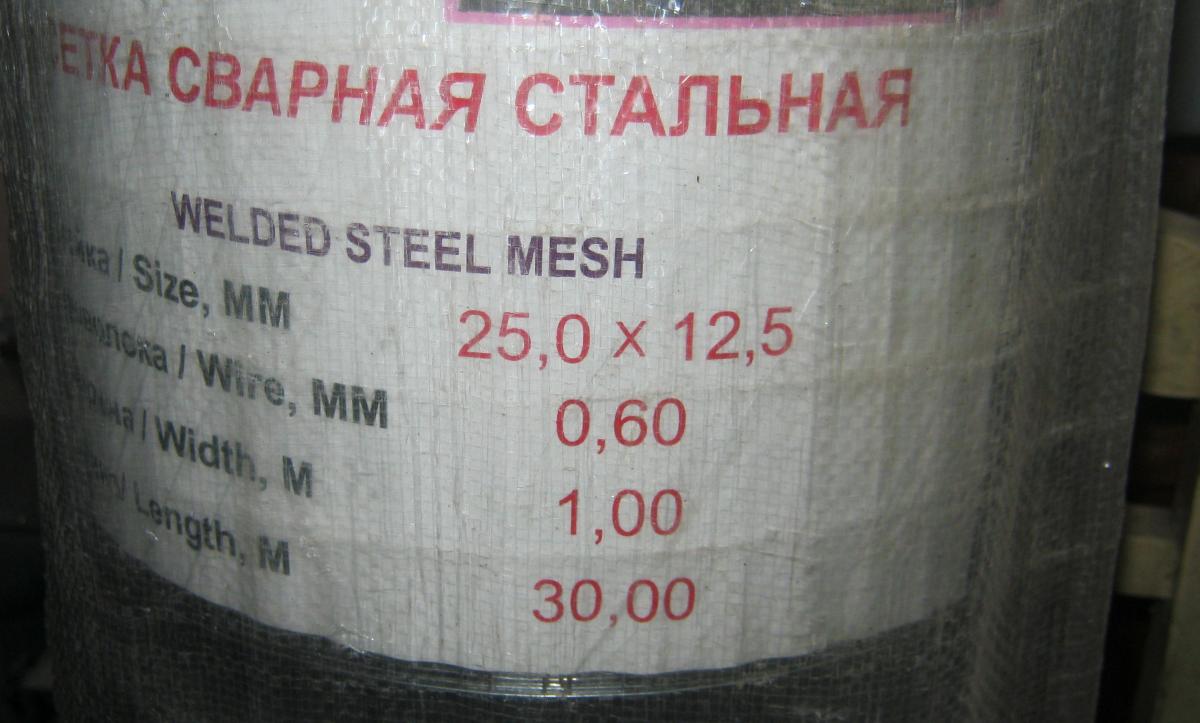 ЕТКА СВАРНАЯ СТАЛЬНАЯ
WELDED STEEL MESH
/ Size, MM 25,0 x 12,5
/ Wire, MM 0,60
/ Width, M 1,00
/ Length, M 30,00